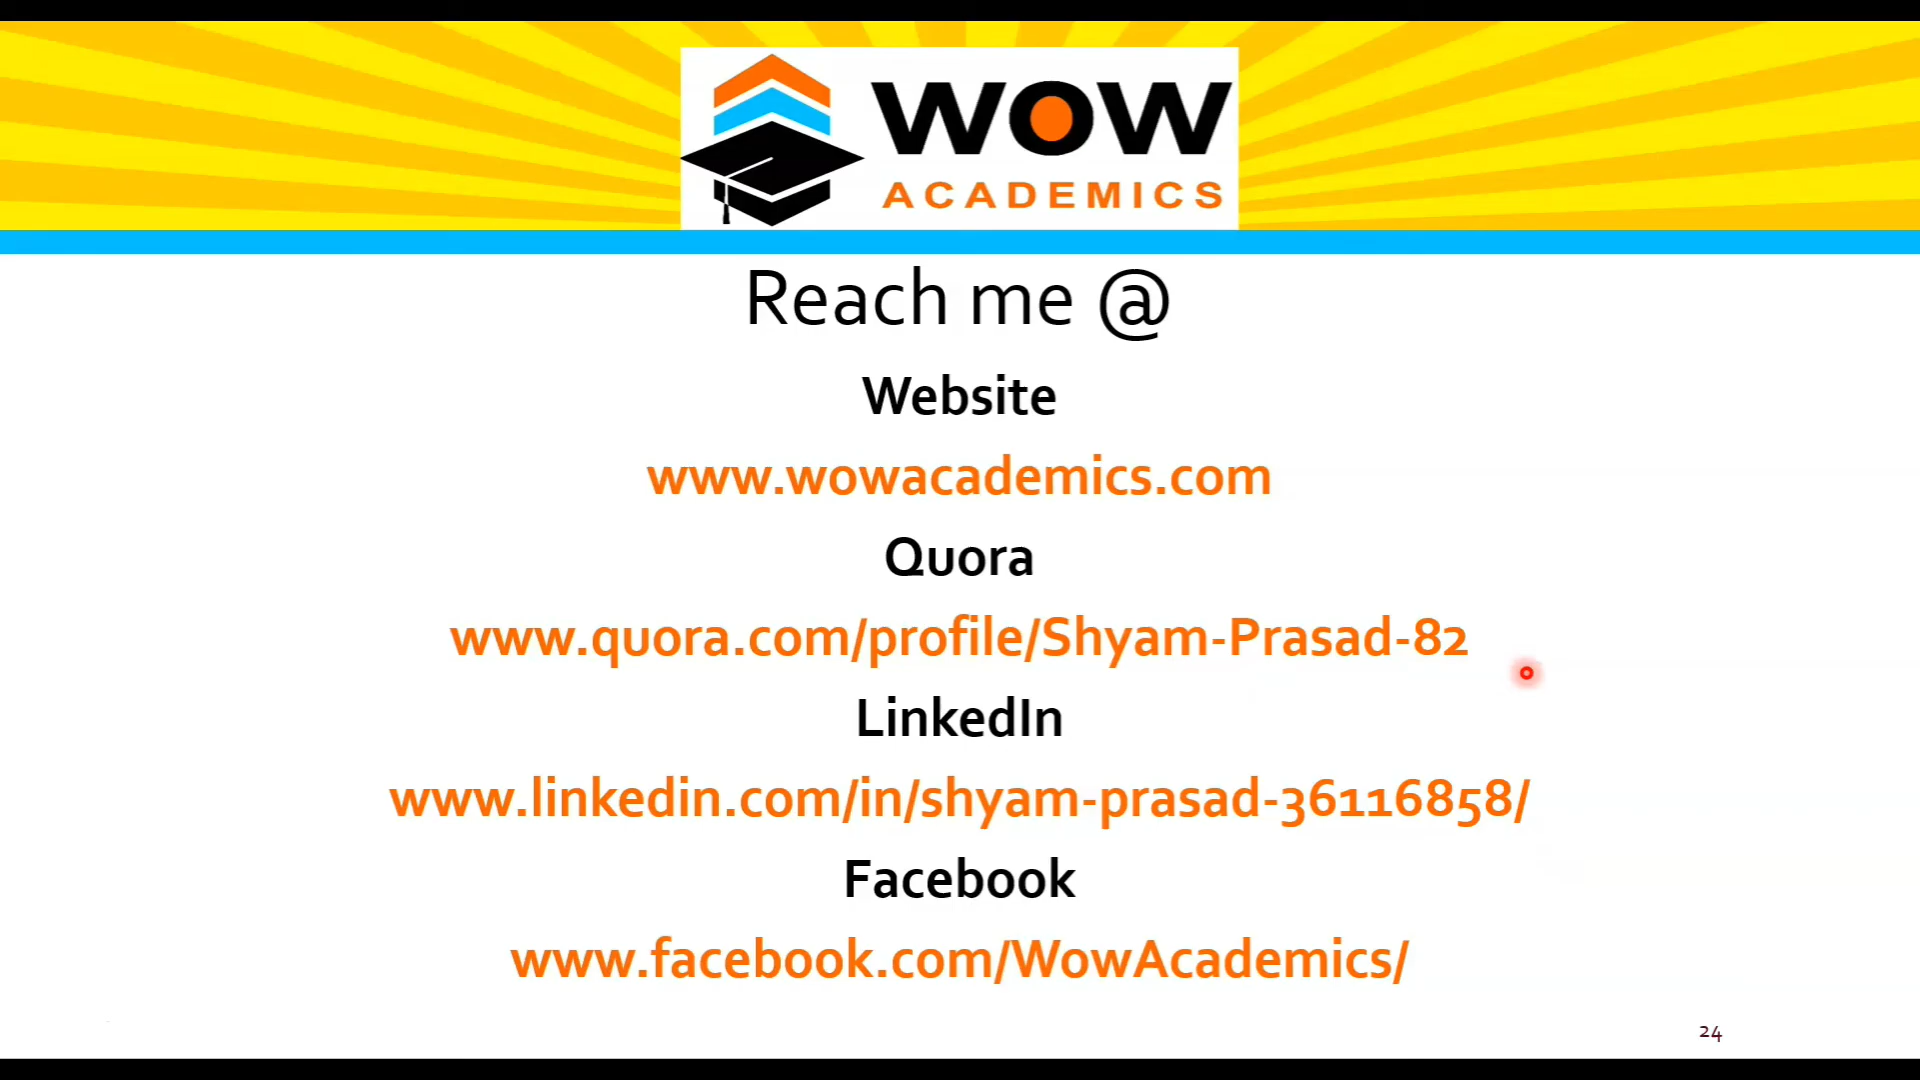 WOW
ACADEMICS
Reach me @
Website
www.wowacademics.com
Quora
www.quora.com/profile/Shyam-Prasad-82
LinkedIn
www.linkedin.com/in/shyam-prasad-36116858/
Facebook
www.facebook.com/WowAcademics/
24